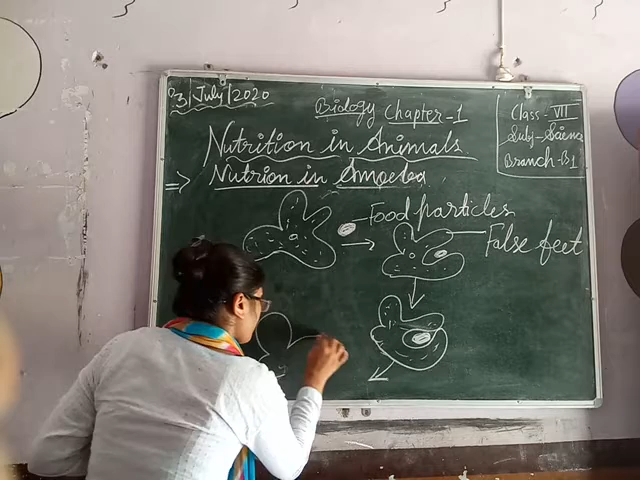 03|July|2020
Biology Chapter-1
Class- VII
Subj-Science
Branch-B1
Nutrition in Animals
⇒ Nutrion in Amoeba
Food particles
False feet